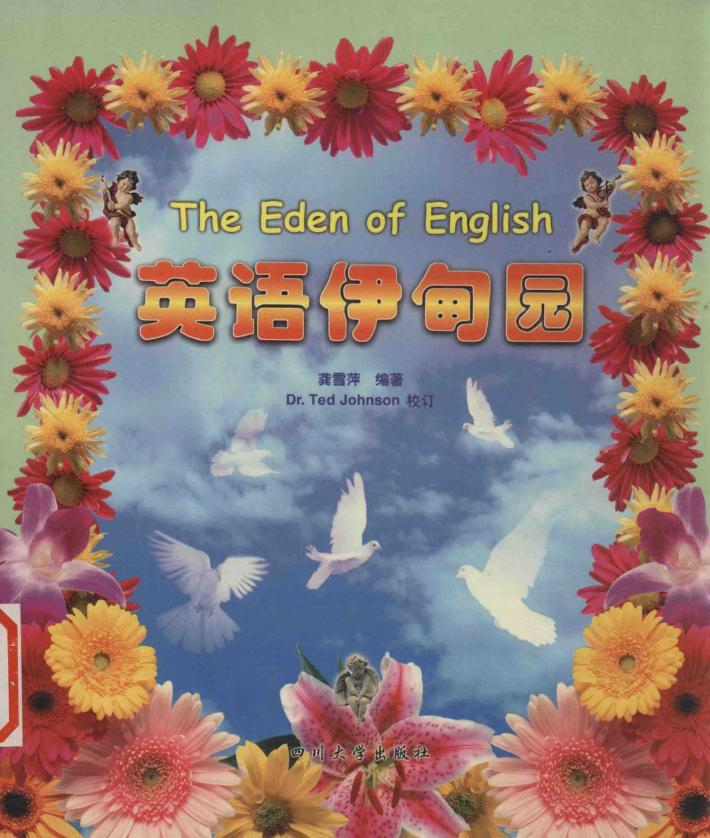 The Eden of English
英语伊甸园
龚雪萍 编著
Dr. Ted Johnson 校订
四川大学出版社